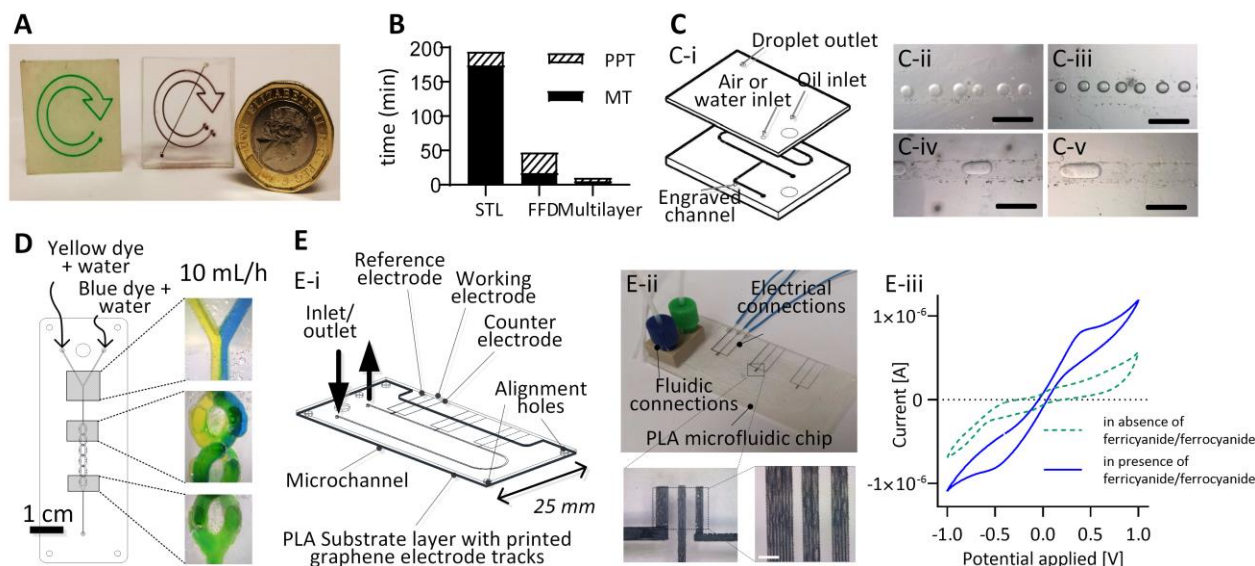 A
B
time (min)
200
150
100
50
0
PPT
MT
STL
FFD
Multilayer
C
C-i
Droplet outlet
Oil inlet
Air or
water inlet
Engraved
channel
C-ii
C-iii
C-iv
C-v
D
Yellow dye
+ water
Blue dye +
water
10 mL/h
1 cm
E
E-i
Reference
electrode
Working
electrode
Counter
electrode
Inlet/
outlet
Alignment
holes
Microchannel
25 mm
PLA Substrate layer with printed
graphene electrode tracks
E-ii
Electrical
connections
Fluidic
connections
PLA microfluidic chip
E-iii
Current [A]
1×10⁻⁶
0
-1×10⁻⁶
in absence of
ferricyanide/ferrocyanide
in presence of
ferricyanide/ferrocyanide
-1.0
-0.5
0.0
0.5
1.0
Potential applied [V]